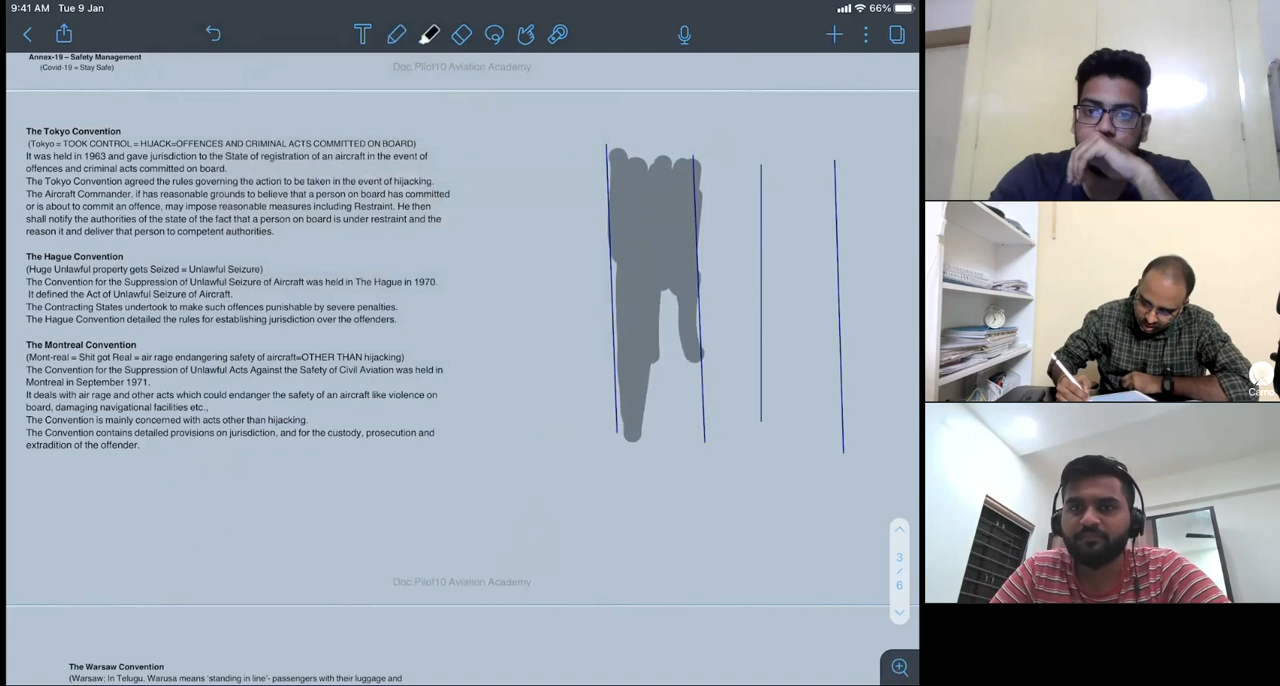 9:41 AM Tue 9 Jan
66%
Annex-19 – Safety Management
(Covid-19 = Stay Safe)
Doc.Pilot10 Aviation Academy
The Tokyo Convention
(Tokyo = TOOK CONTROL = HIJACK=OFFENCES AND CRIMINAL ACTS COMMITTED ON BOARD)
It was held in 1963 and gave jurisdiction to the State of registration of an aircraft in the event of
offences and criminal acts committed on board.
The Tokyo Convention agreed the rules governing the action to be taken in the event of hijacking.
The Aircraft Commander, if has reasonable grounds to believe that a person on board has committed
or is about to commit an offence, may impose reasonable measures including Restraint. He then
shall notify the authorities of the state of the fact that a person on board is under restraint and the
reason it and deliver that person to competent authorities.
The Hague Convention
(Huge Unlawful property gets Seized = Unlawful Seizure)
The Convention for the Suppression of Unlawful Seizure of Aircraft was held in The Hague in 1970.
It defined the Act of Unlawful Seizure of Aircraft.
The Contracting States undertook to make such offences punishable by severe penalties.
The Hague Convention detailed the rules for establishing jurisdiction over the offenders.
The Montreal Convention
(Mont-real = Shit got Real = air rage endangering safety of aircraft=OTHER THAN hijacking)
The Convention for the Suppression of Unlawful Acts Against the Safety of Civil Aviation was held in
Montreal in September 1971.
It deals with air rage and other acts which could endanger the safety of an aircraft like violence on
board, damaging navigational facilities etc.,
The Convention is mainly concerned with acts other than hijacking.
The Convention contains detailed provisions on jurisdiction, and for the custody, prosecution and
extradition of the offender.
3
/
6
Doc.Pilot10 Aviation Academy
The Warsaw Convention
(Warsaw; In Telugu, Warusa means 'standing in line'- passengers with their luggage and